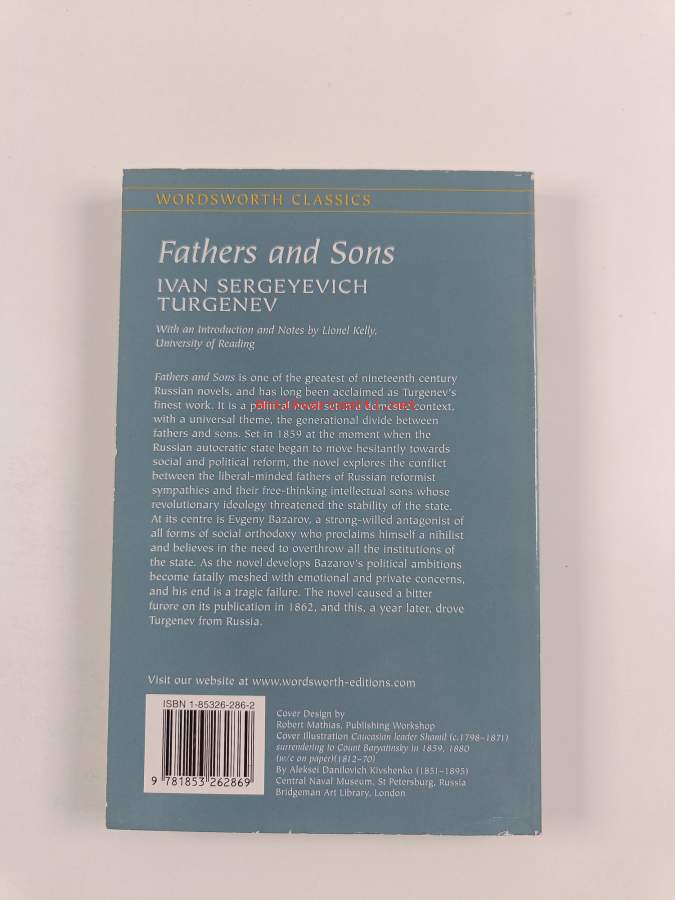 WORDSWORTH CLASSICS
Fathers and Sons
IVAN SERGEYEVICH
TURGENEV
With an Introduction and Notes by Lionel Kelly,
University of Reading
Fathers and Sons is one of the greatest of nineteenth century
Russian novels, and has long been acclaimed as Turgenev's
finest work. It is a political novel set in a domestic context,
with a universal theme, the generational divide between
fathers and sons. Set in 1859 at the moment when the
Russian autocratic state began to move hesitantly towards
social and political reform, the novel explores the conflict
between the liberal-minded fathers of Russian reformist
sympathies and their free-thinking intellectual sons whose
revolutionary ideology threatened the stability of the state.
At its centre is Evgeny Bazarov, a strong-willed antagonist of
all forms of social orthodoxy who proclaims himself a nihilist
and believes in the need to overthrow all the institutions of
the state. As the novel develops Bazarov's political ambitions
become fatally meshed with emotional and private concerns,
and his end is a tragic failure. The novel caused a bitter
furore on its publication in 1862, and this, a year later, drove
Turgenev from Russia.
Visit our website at www.wordsworth-editions.com
ISBN 1-85326-286-2
9 781853 262869
Cover Design by
Robert Mathias, Publishing Workshop
Cover Illustration Caucasian leader Shamil (c.1798-1871)
surrendering to Count Baryatinsky in 1859, 1880
(w/c on paper)(1812-70)
By Aleksei Danilovich Kivshenko (1851-1895)
Central Naval Museum, St Petersburg, Russia
Bridgeman Art Library, London